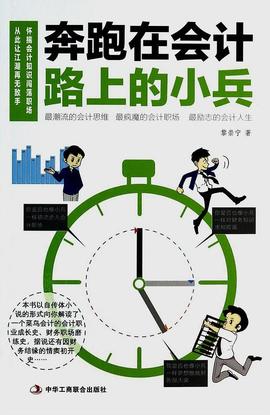 怀揣会计知识闯荡职场
从此让江湖再无敌手
奔跑在会计
路上的小兵
最潮流的会计思维 最疯魔的会计职场 最励志的会计人生
黎崇宁 著
本书以自传体小
说的形式向你解读了
一个菜鸟会计的会计职
业成长史、财务职场磨
练史，据说还有因财
务结缘的情窦初开
史……
中华工商联合出版社